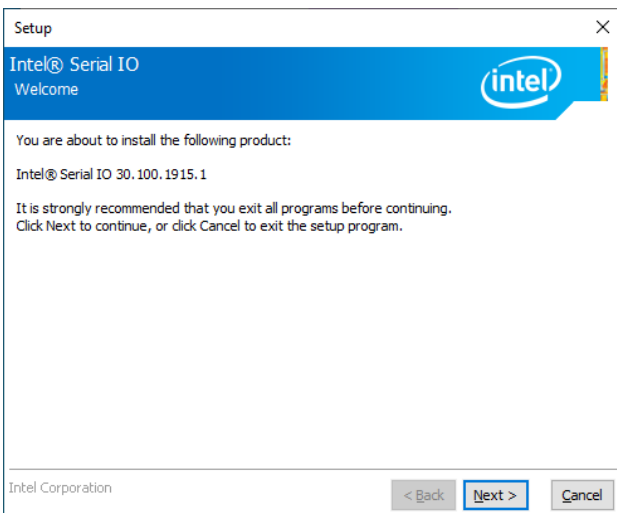 Setup
Intel® Serial IO
Welcome
intel
You are about to install the following product:
Intel® Serial IO 30.100.1915.1
It is strongly recommended that you exit all programs before continuing.
Click Next to continue, or click Cancel to exit the setup program.
Intel Corporation
< Back Next > Cancel